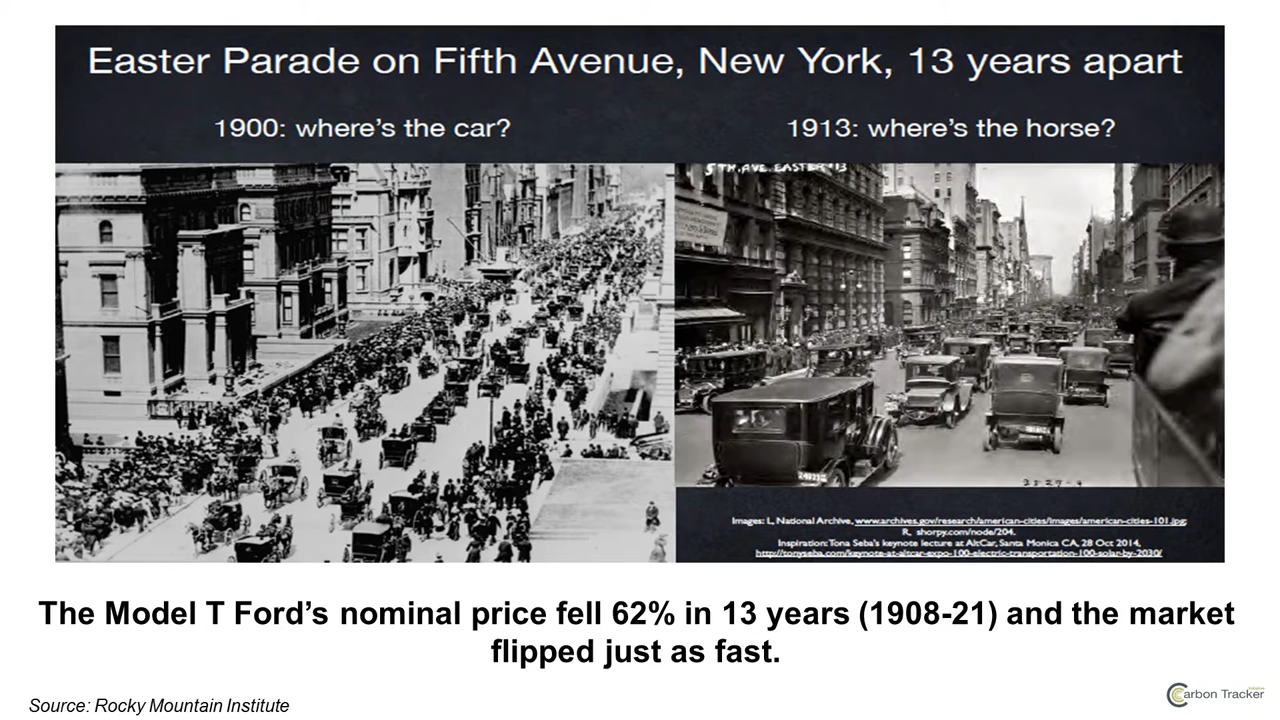 Easter Parade on Fifth Avenue, New York, 13 years apart
1900: where's the car?
1913: where's the horse?
5TH. AVE. EASTER '13
Images: L, National Archive, www.archives.gov/research/american-cities/images/american-cities-101.jpg;
R, shorpy.com/node/204.
Inspiration: Tona Seba's keynote lecture at AltCar, Santa Monica CA, 28 Oct 2014,
http://tonyseba.com/keynote-at-altcar-expo-100-electric-transportation-100-solar-by-2030/
The Model T Ford’s nominal price fell 62% in 13 years (1908-21) and the market
flipped just as fast.
Source: Rocky Mountain Institute
Carbon Tracker
Initiative